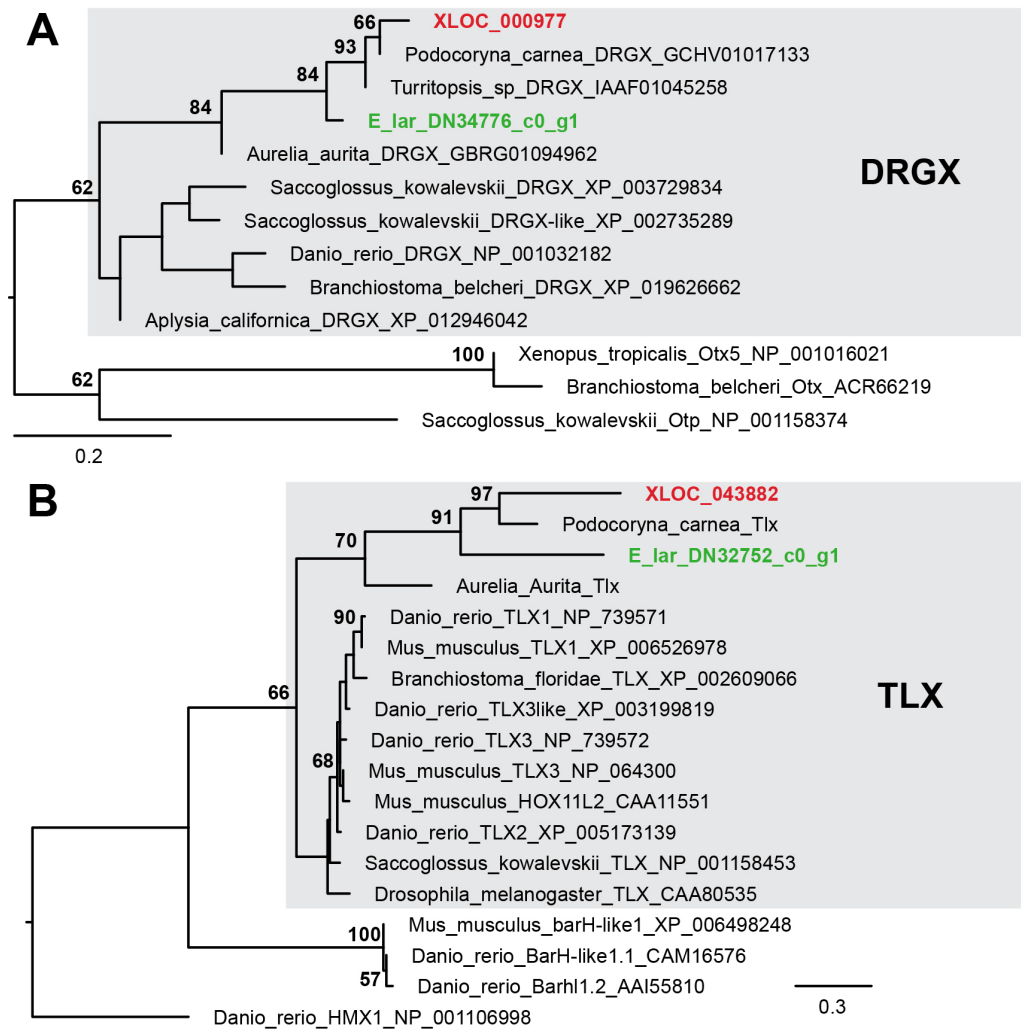 A
66
XLOC_000977
93
Podocoryna_carnea_DRGX_GCHV01017133
84
Turritopsis_sp_DRGX_IAAF01045258
84
E_lar_DN34776_c0_g1
Aurelia_aurita_DRGX_GBRG01094962
DRGX
62
Saccoglossus_kowalevskii_DRGX_XP_003729834
Saccoglossus_kowalevskii_DRGX-like_XP_002735289
Danio_rerio_DRGX_NP_001032182
Branchiostoma_belcheri_DRGX_XP_019626662
Aplysia_californica_DRGX_XP_012946042
100
Xenopus_tropicalis_Otx5_NP_001016021
62
Branchiostoma_belcheri_Otx_ACR66219
Saccoglossus_kowalevskii_Otp_NP_001158374
0.2
B
97
XLOC_043882
91
Podocoryna_carnea_Tlx
70
E_lar_DN32752_c0_g1
Aurelia_Aurita_Tlx
90
Danio_rerio_TLX1_NP_739571
Mus_musculus_TLX1_XP_006526978
66
Branchiostoma_floridae_TLX_XP_002609066
TLX
Danio_rerio_TLX3like_XP_003199819
Danio_rerio_TLX3_NP_739572
68
Mus_musculus_TLX3_NP_064300
Mus_musculus_HOX11L2_CAA11551
Danio_rerio_TLX2_XP_005173139
Saccoglossus_kowalevskii_TLX_NP_001158453
Drosophila_melanogaster_TLX_CAA80535
100
Mus_musculus_barH-like1_XP_006498248
Danio_rerio_BarH-like1.1_CAM16576
57
Danio_rerio_Barhl1.2_AAI55810
0.3
Danio_rerio_HMX1_NP_001106998